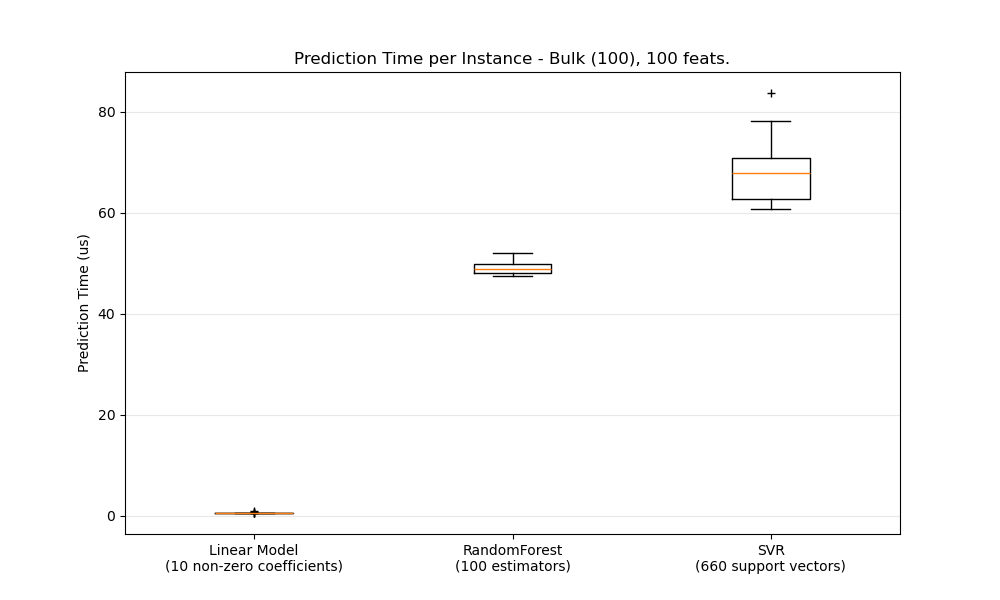 Prediction Time per Instance - Bulk (100), 100 feats.
Prediction Time (us)
80
60
40
20
0
Linear Model
(10 non-zero coefficients)
RandomForest
(100 estimators)
SVR
(660 support vectors)